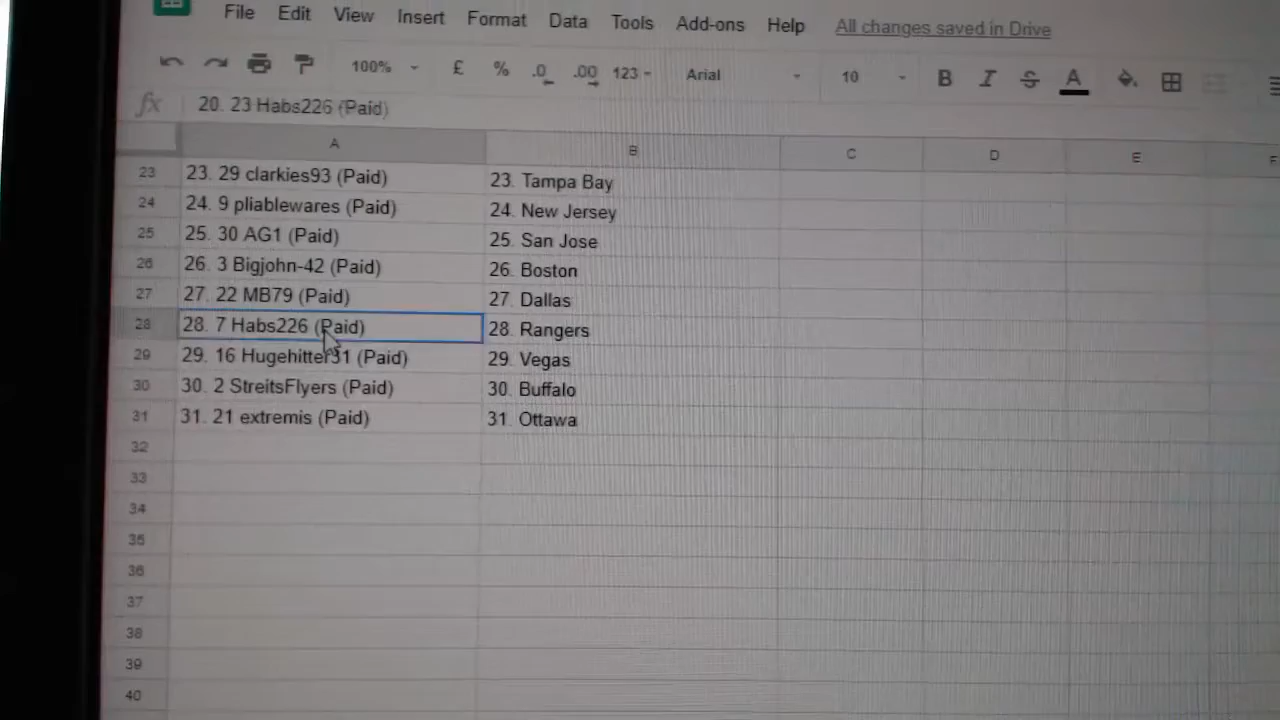 File Edit View Insert Format Data Tools Add-ons Help All changes saved in Drive
100% £ % .0 .00 123 Arial 10 B I S A
fx 20. 23 Habs226 (Paid)
A B C D E F
23 23. 29 clarkies93 (Paid) 23. Tampa Bay
24 24. 9 pliablewares (Paid) 24. New Jersey
25 25. 30 AG1 (Paid) 25. San Jose
26 26. 3 Bigjohn-42 (Paid) 26. Boston
27 27. 22 MB79 (Paid) 27. Dallas
28 28. 7 Habs226 (Paid) 28. Rangers
29 29. 16 Hugehitter31 (Paid) 29. Vegas
30 30. 2 StreitsFlyers (Paid) 30. Buffalo
31 31. 21 extremis (Paid) 31. Ottawa
32
33
34
35
36
37
38
39
40